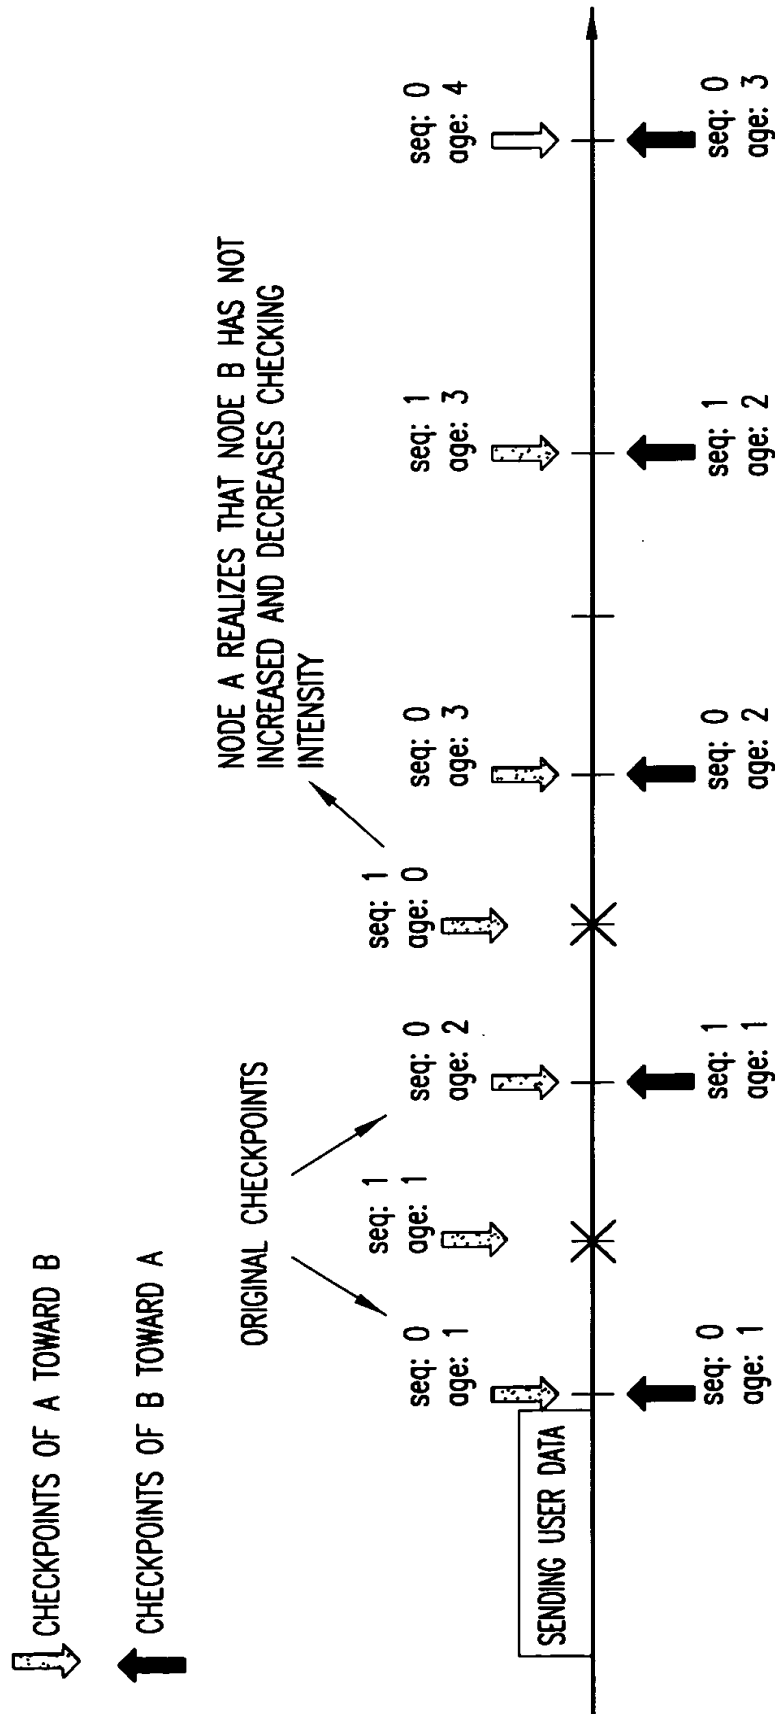 CHECKPOINTS OF A TOWARD B
CHECKPOINTS OF B TOWARD A
ORIGINAL CHECKPOINTS
NODE A REALIZES THAT NODE B HAS NOT
INCREASED AND DECREASES CHECKING
INTENSITY
seq: 0
age: 1
seq: 1
age: 1
seq: 0
age: 2
seq: 1
age: 0
seq: 0
age: 3
seq: 1
age: 3
seq: 0
age: 4
SENDING USER DATA
seq: 0
age: 1
seq: 1
age: 1
seq: 0
age: 2
seq: 1
age: 2
seq: 0
age: 3